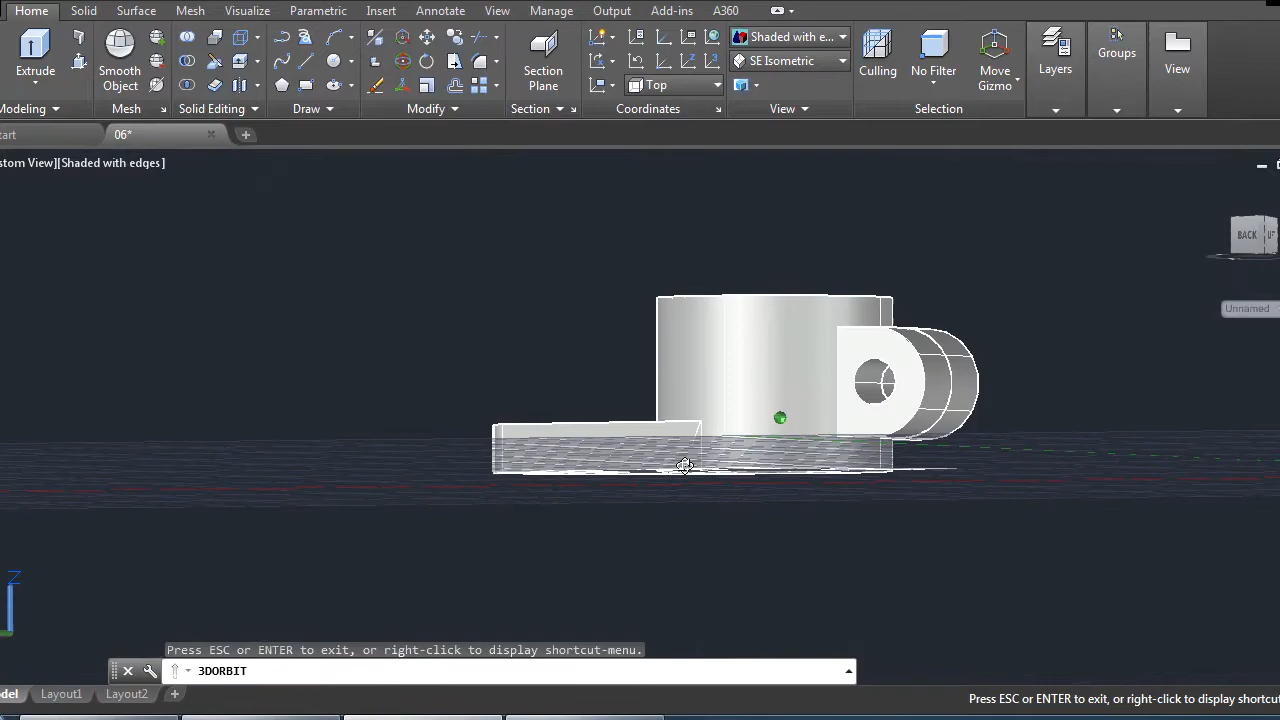 Home Solid Surface Mesh Visualize Parametric Insert Annotate View Manage Output Add-ins A360
Extrude
Smooth
Object
Section
Plane
Top
Shaded with e...
SE Isometric
Culling
No Filter
Move
Gizmo
Layers
Groups
View
Modeling Mesh Solid Editing Draw Modify Section Coordinates View Selection
tart
06*
stom View][Shaded with edges]
BACK
Unnamed
Z
Press ESC or ENTER to exit, or right-click to display shortcut-menu.
3DORBIT
odel Layout1 Layout2
Press ESC or ENTER to exit, or right-click to display shortcut